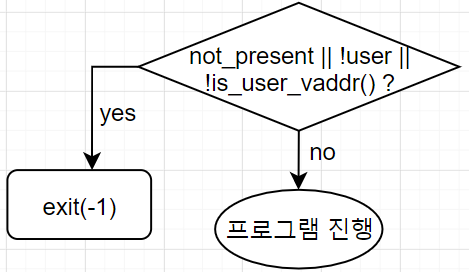 not_present || !user ||
!is_user_vaddr() ?
yes
no
exit(-1)
프로그램 진행